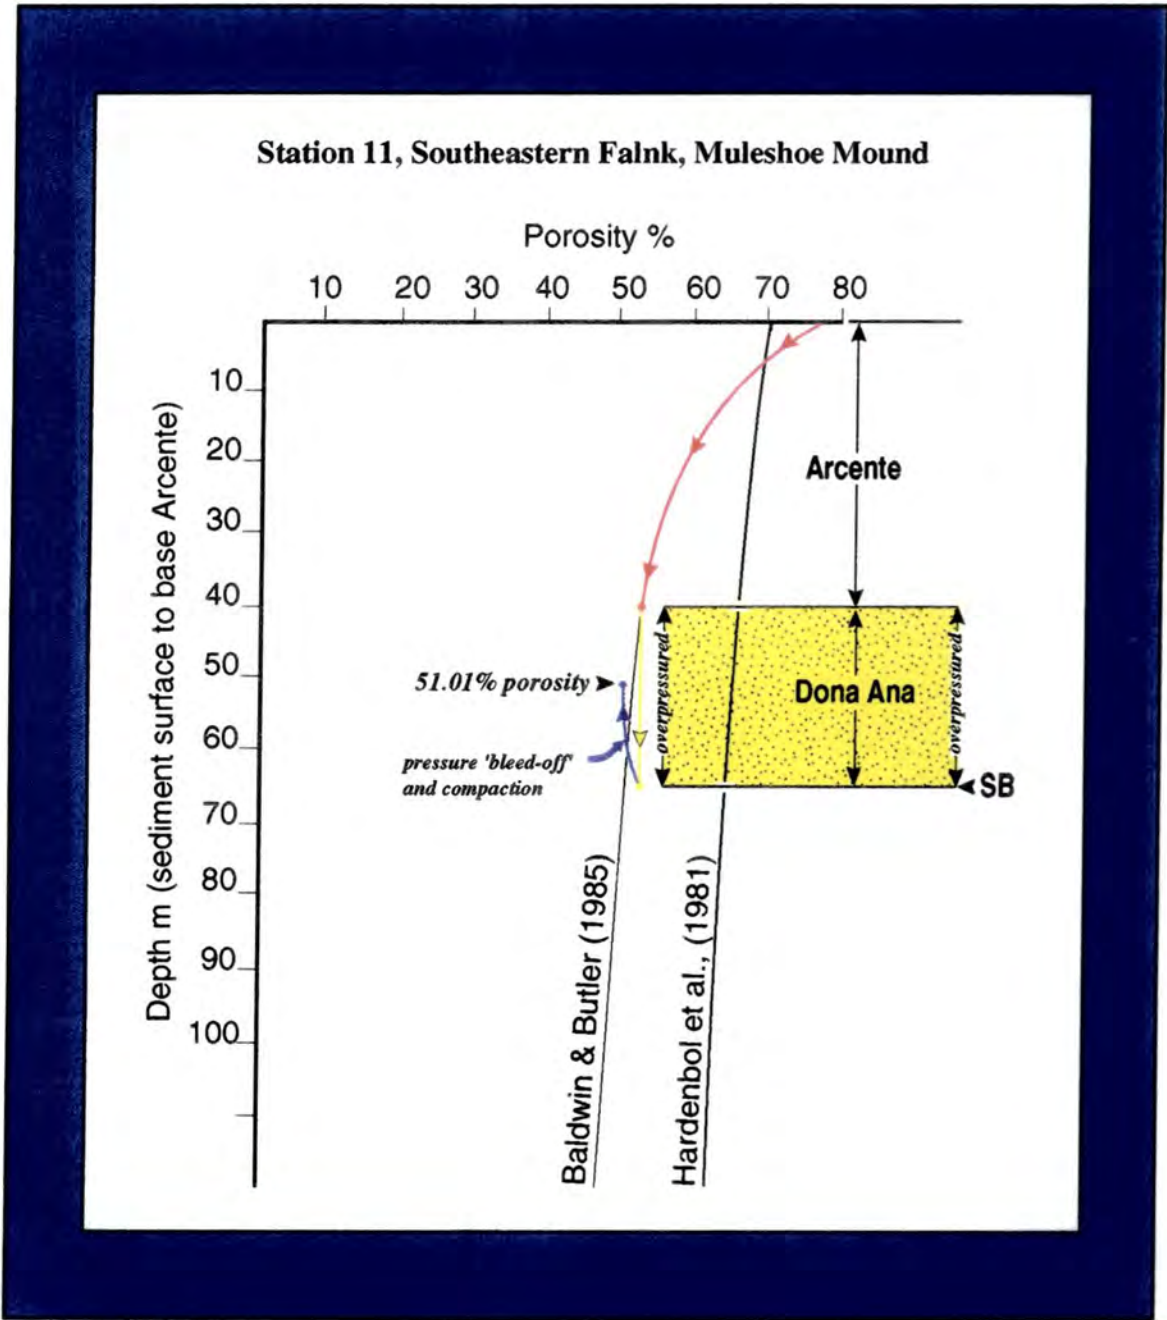 Station 11, Southeastern Falnk, Muleshoe Mound
Porosity %
10 20 30 40 50 60 70 80
Depth m (sediment surface to base Arcente)
10
20
30
40
50
60
70
80
90
100
Arcente
overpressured
Dona Ana
overpressured
SB
51.01% porosity
pressure 'bleed-off'
and compaction
Baldwin & Butler (1985)
Hardenbol et al., (1981)